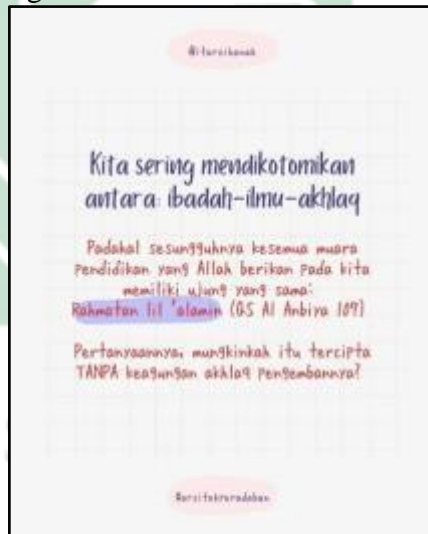 Kita sering mendikotomikan
antara: ibadah-ilmu-akhlaq
Padahal sesungguhnya kesemua muara
pendidikan yang Allah berikan pada kita
memiliki ujung yang sama:
Rahmatan lil 'alamin (QS Al Anbiya 107)
Pertanyaannya, mungkinkah itu tercipta
TANPA keagungan akhlaq pengembannya?